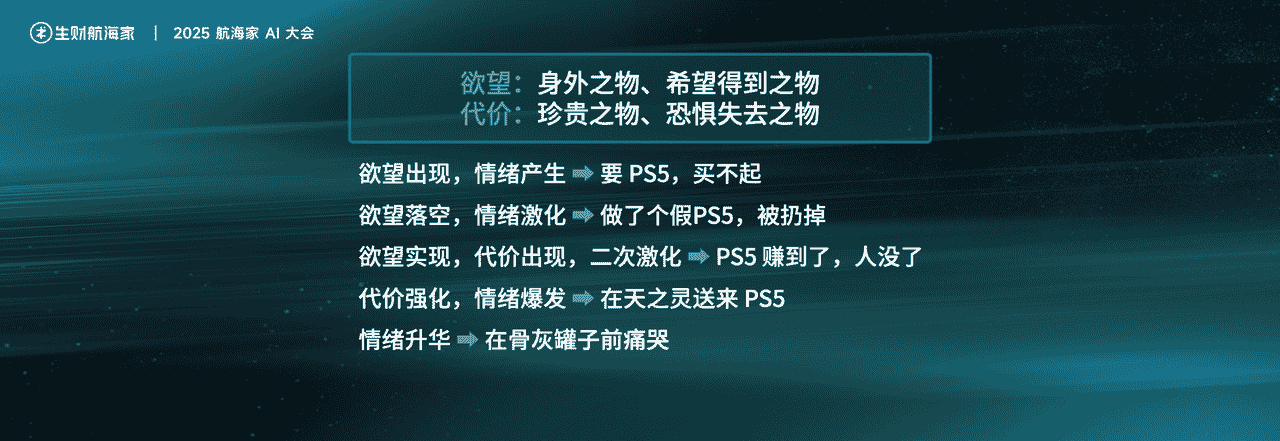 生财航海家 | 2025 航海家 AI 大会
欲望：身外之物、希望得到之物
代价：珍贵之物、恐惧失去之物
欲望出现，情绪产生 ➡ 要 PS5，买不起
欲望落空，情绪激化 ➡ 做了个假PS5，被扔掉
欲望实现，代价出现，二次激化 ➡ PS5 赚到了，人没了
代价强化，情绪爆发 ➡ 在天之灵送来 PS5
情绪升华 ➡ 在骨灰罐子前痛哭